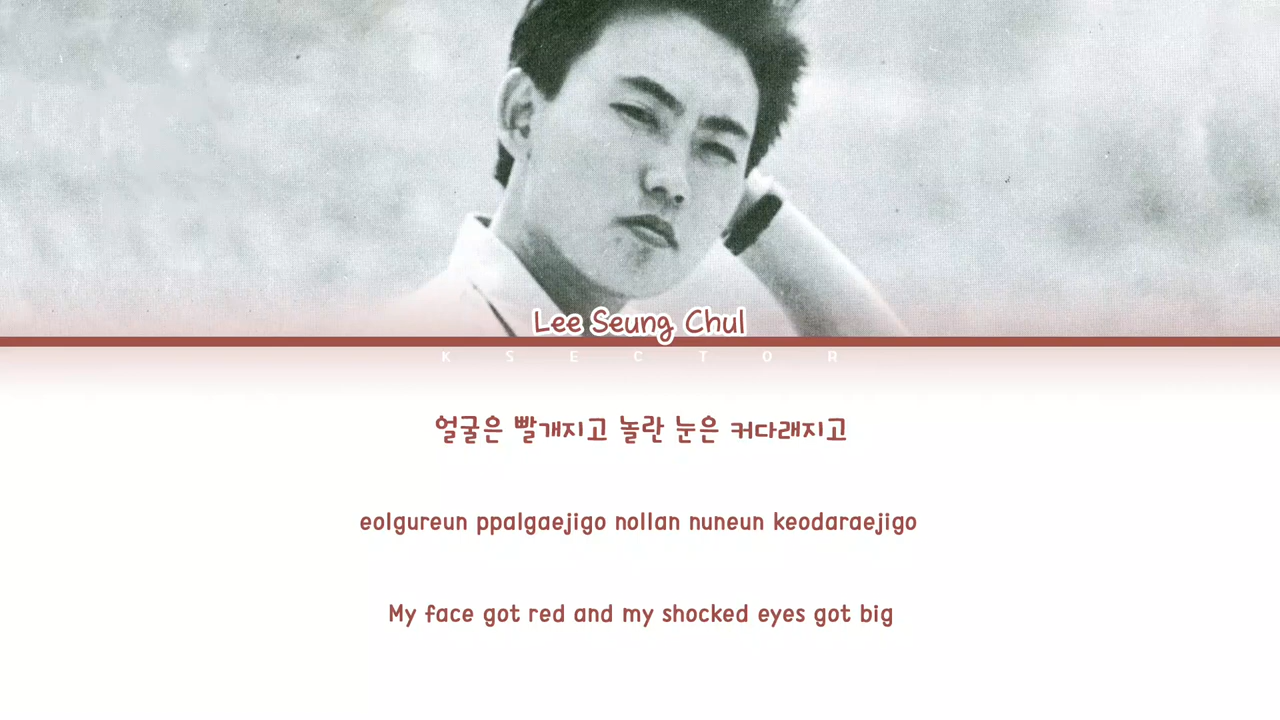 Lee Seung Chul
K S E C T O R
얼굴은 빨개지고 놀란 눈은 커다래지고
eolgureun ppalgaejigo nollan nuneun keodaraejigo
My face got red and my shocked eyes got big